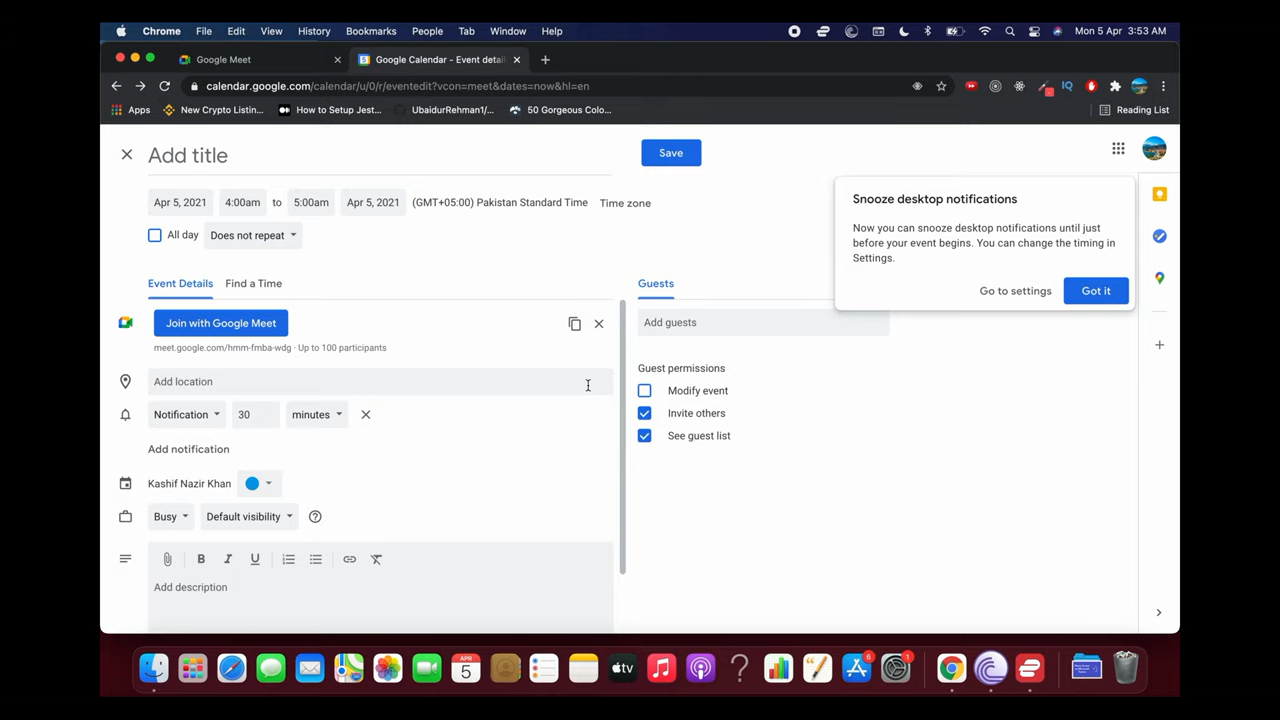 Chrome File Edit View History Bookmarks People Tab Window Help Mon 5 Apr 3:53 AM
Google Meet Google Calendar - Event detai
calendar.google.com/calendar/u/0/r/eventedit?vcon=meet&dates=now&hl=en
Apps New Crypto Listin... How to Setup Jest... UbaidurRehman1/... 50 Gorgeous Colo... Reading List
Add title
Save
Apr 5, 2021 4:00am to 5:00am Apr 5, 2021 (GMT+05:00) Pakistan Standard Time Time zone
All day Does not repeat
Snooze desktop notifications
Now you can snooze desktop notifications until just
before your event begins. You can change the timing in
Settings.
Go to settings Got it
Event Details Find a Time
Guests
Join with Google Meet
meet.google.com/hmm-fmba-wdg · Up to 100 participants
Add guests
Add location
Guest permissions
Modify event
Invite others
See guest list
Notification 30 minutes
Add notification
Kashif Nazir Khan
Busy Default visibility
B I U
Add description
APR
5
tv
6
1